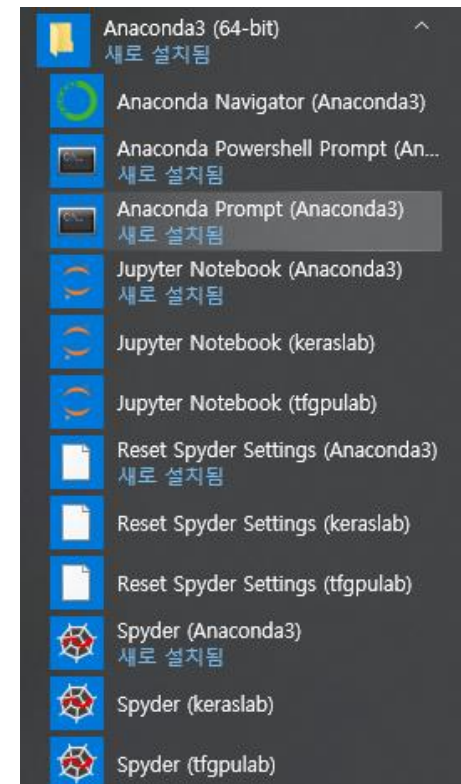 Anaconda3 (64-bit)
새로 설치됨
Anaconda Navigator (Anaconda3)
Anaconda Powershell Prompt (An...
새로 설치됨
Anaconda Prompt (Anaconda3)
새로 설치됨
Jupyter Notebook (Anaconda3)
새로 설치됨
Jupyter Notebook (keraslab)
Jupyter Notebook (tfgpulab)
Reset Spyder Settings (Anaconda3)
새로 설치됨
Reset Spyder Settings (keraslab)
Reset Spyder Settings (tfgpulab)
Spyder (Anaconda3)
새로 설치됨
Spyder (keraslab)
Spyder (tfgpulab)